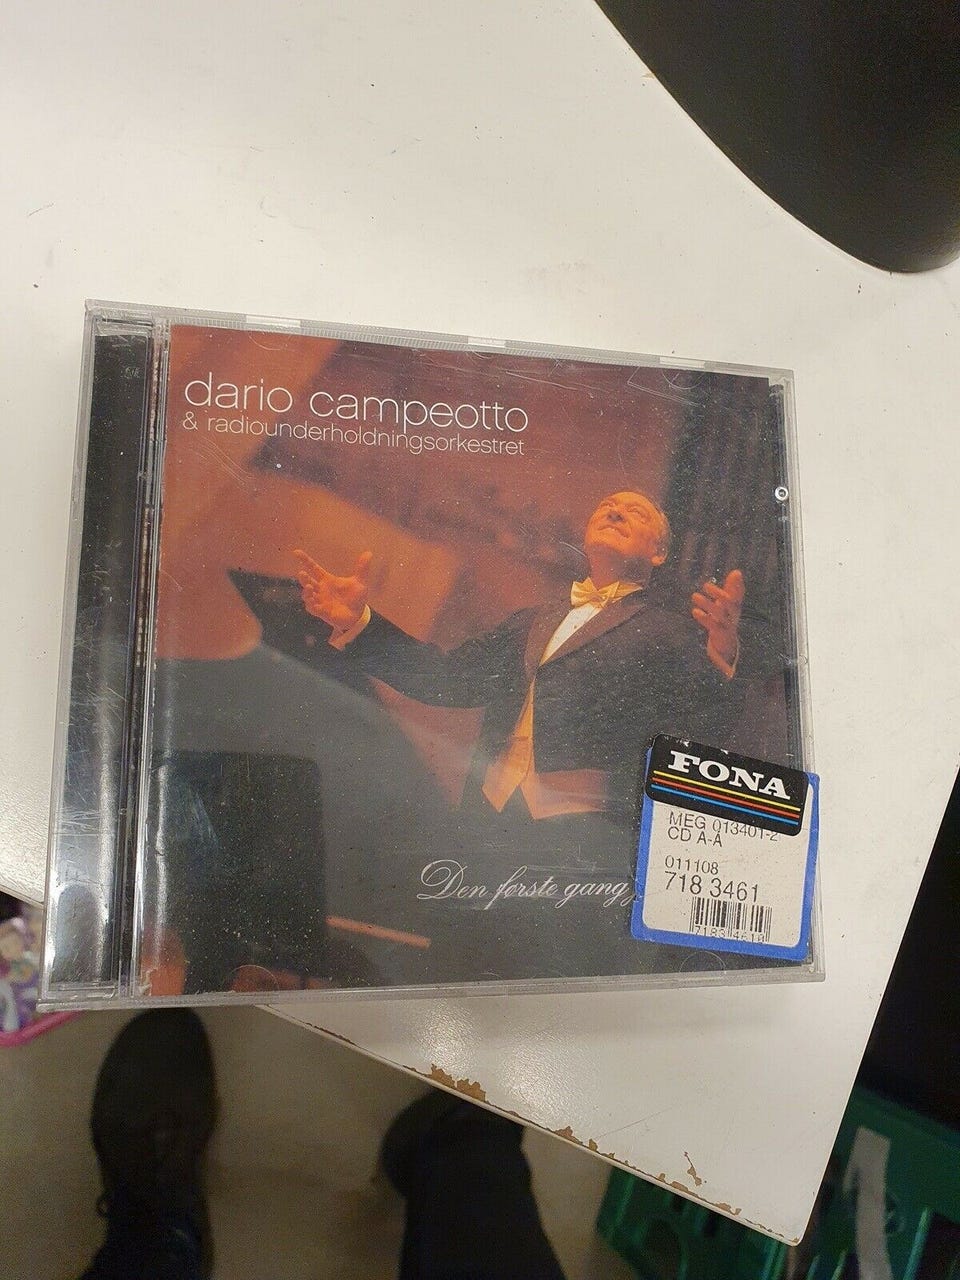 dario campeotto
& radiounderholdningsorkestret
Den første gang
FONA
MEG 013401-2
CD A-Å
011108
718 3461